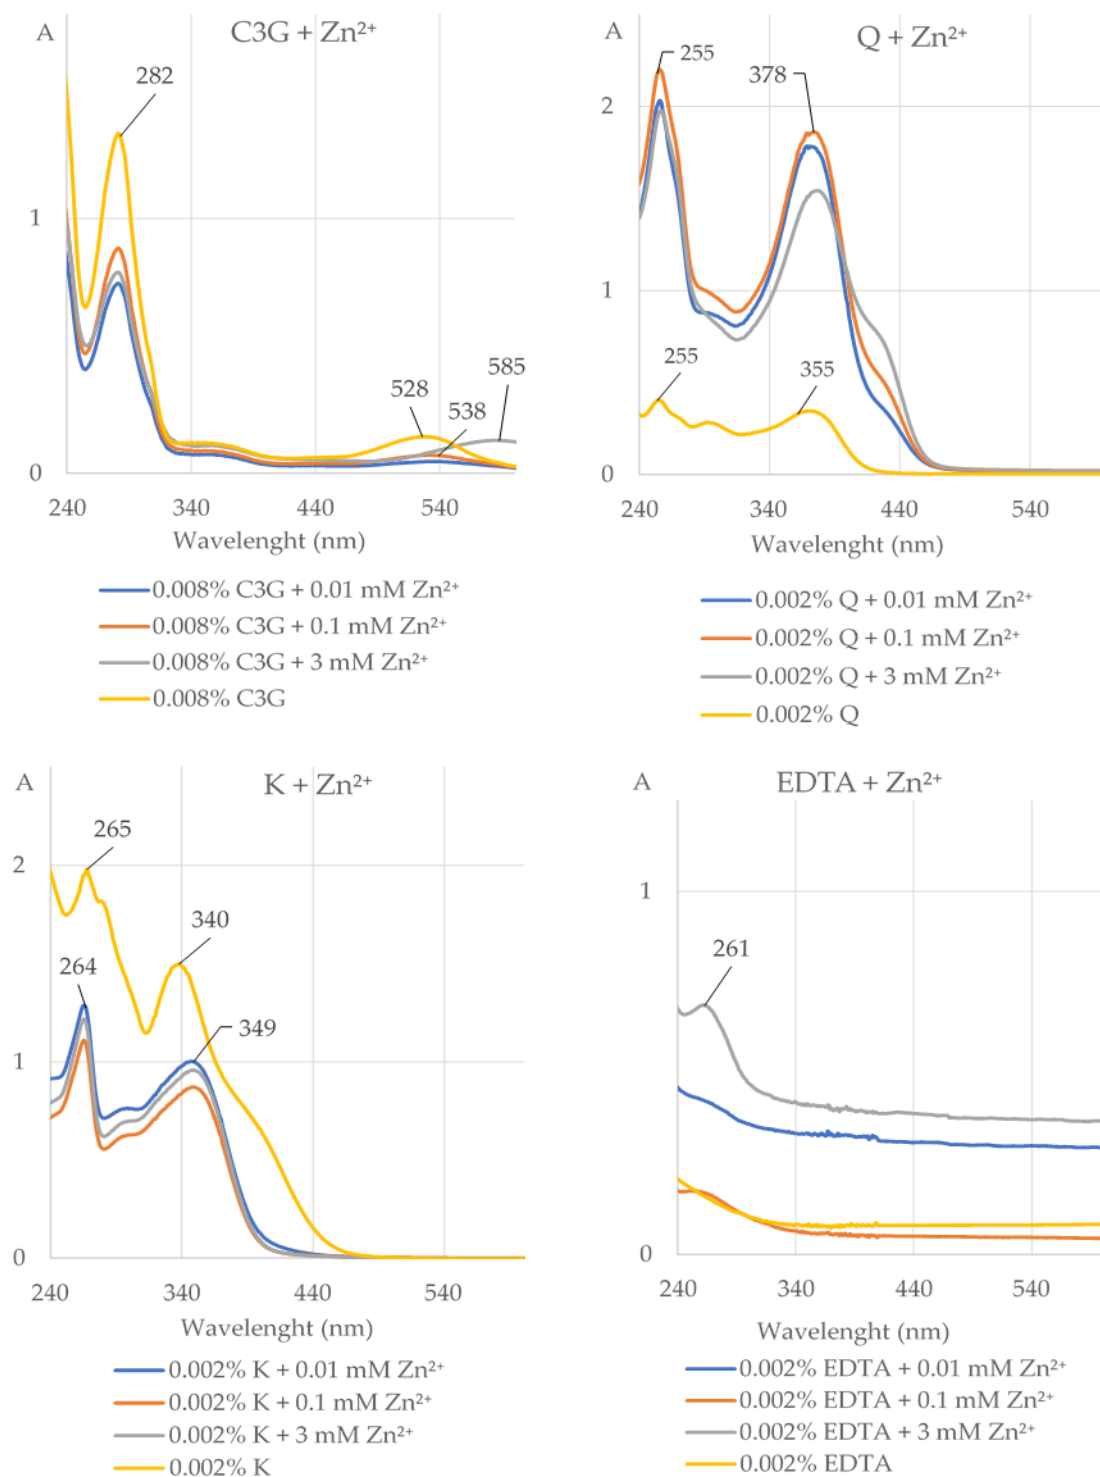 A
C3G + Zn²⁺
282
1
528
538
585
0
240
340
440
540
Wavelenght (nm)
0.008% C3G + 0.01 mM Zn²⁺
0.008% C3G + 0.1 mM Zn²⁺
0.008% C3G + 3 mM Zn²⁺
0.008% C3G
A
Q + Zn²⁺
255
378
2
1
255
355
0
240
340
440
540
Wavelenght (nm)
0.002% Q + 0.01 mM Zn²⁺
0.002% Q + 0.1 mM Zn²⁺
0.002% Q + 3 mM Zn²⁺
0.002% Q
A
K + Zn²⁺
265
2
340
264
349
1
0
240
340
440
540
Wavelenght (nm)
0.002% K + 0.01 mM Zn²⁺
0.002% K + 0.1 mM Zn²⁺
0.002% K + 3 mM Zn²⁺
0.002% K
A
EDTA + Zn²⁺
1
261
0
240
340
440
540
Wavelenght (nm)
0.002% EDTA + 0.01 mM Zn²⁺
0.002% EDTA + 0.1 mM Zn²⁺
0.002% EDTA + 3 mM Zn²⁺
0.002% EDTA